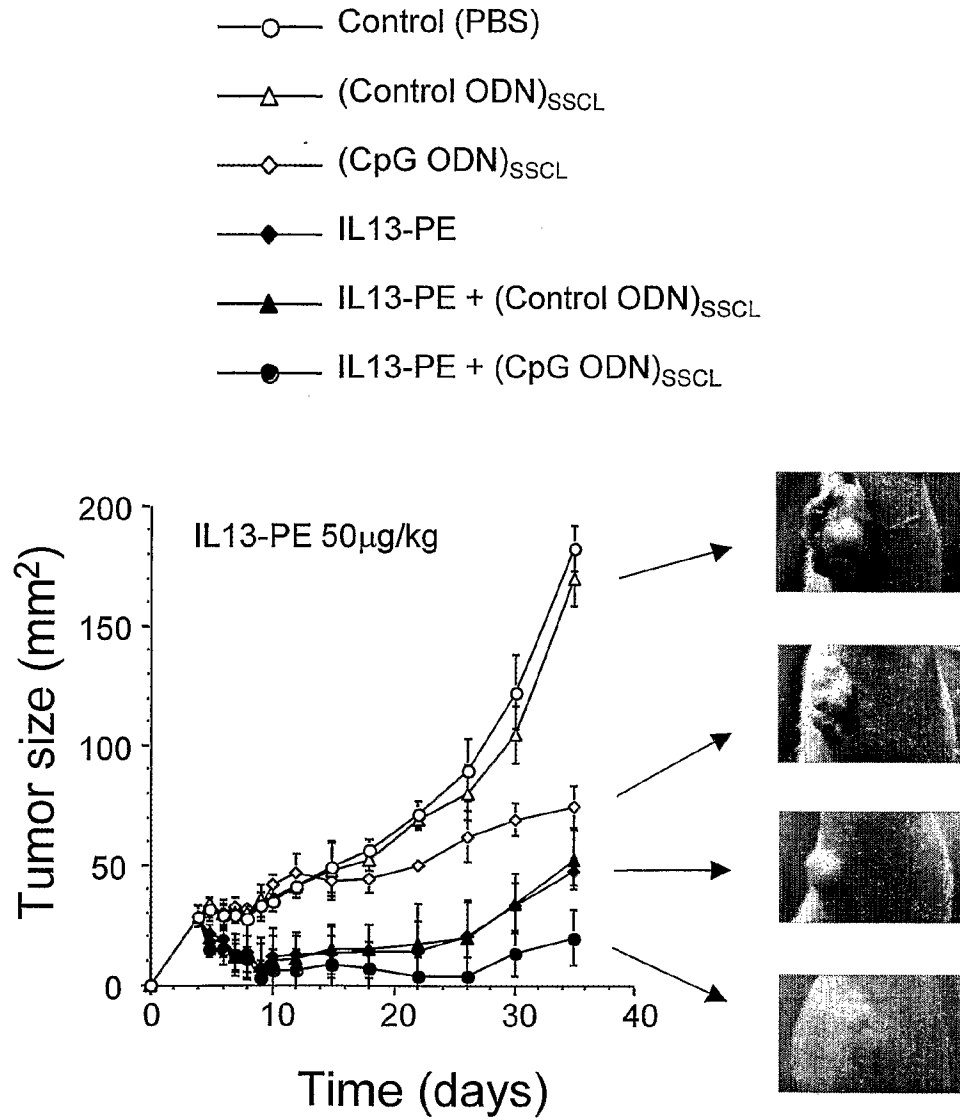 Control (PBS)
(Control ODN)SSCL
(CpG ODN)SSCL
IL13-PE
IL13-PE + (Control ODN)SSCL
IL13-PE + (CpG ODN)SSCL
IL13-PE 50µg/kg
Tumor size (mm²)
200
150
100
50
0
0 10 20 30 40
Time (days)